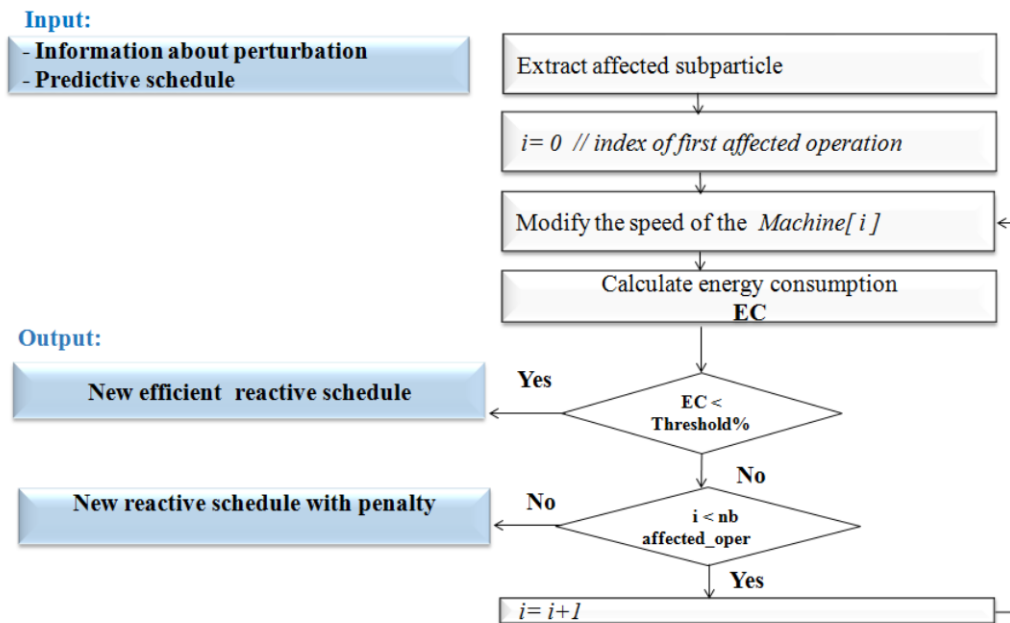 Input:
- Information about perturbation
- Predictive schedule
Extract affected subparticle
i= 0 // index of first affected operation
Modify the speed of the Machine[ i ]
Calculate energy consumption
EC
Output:
New efficient reactive schedule
Yes
EC <
Threshold%
No
New reactive schedule with penalty
No
i < nb
affected_oper
Yes
i= i+1